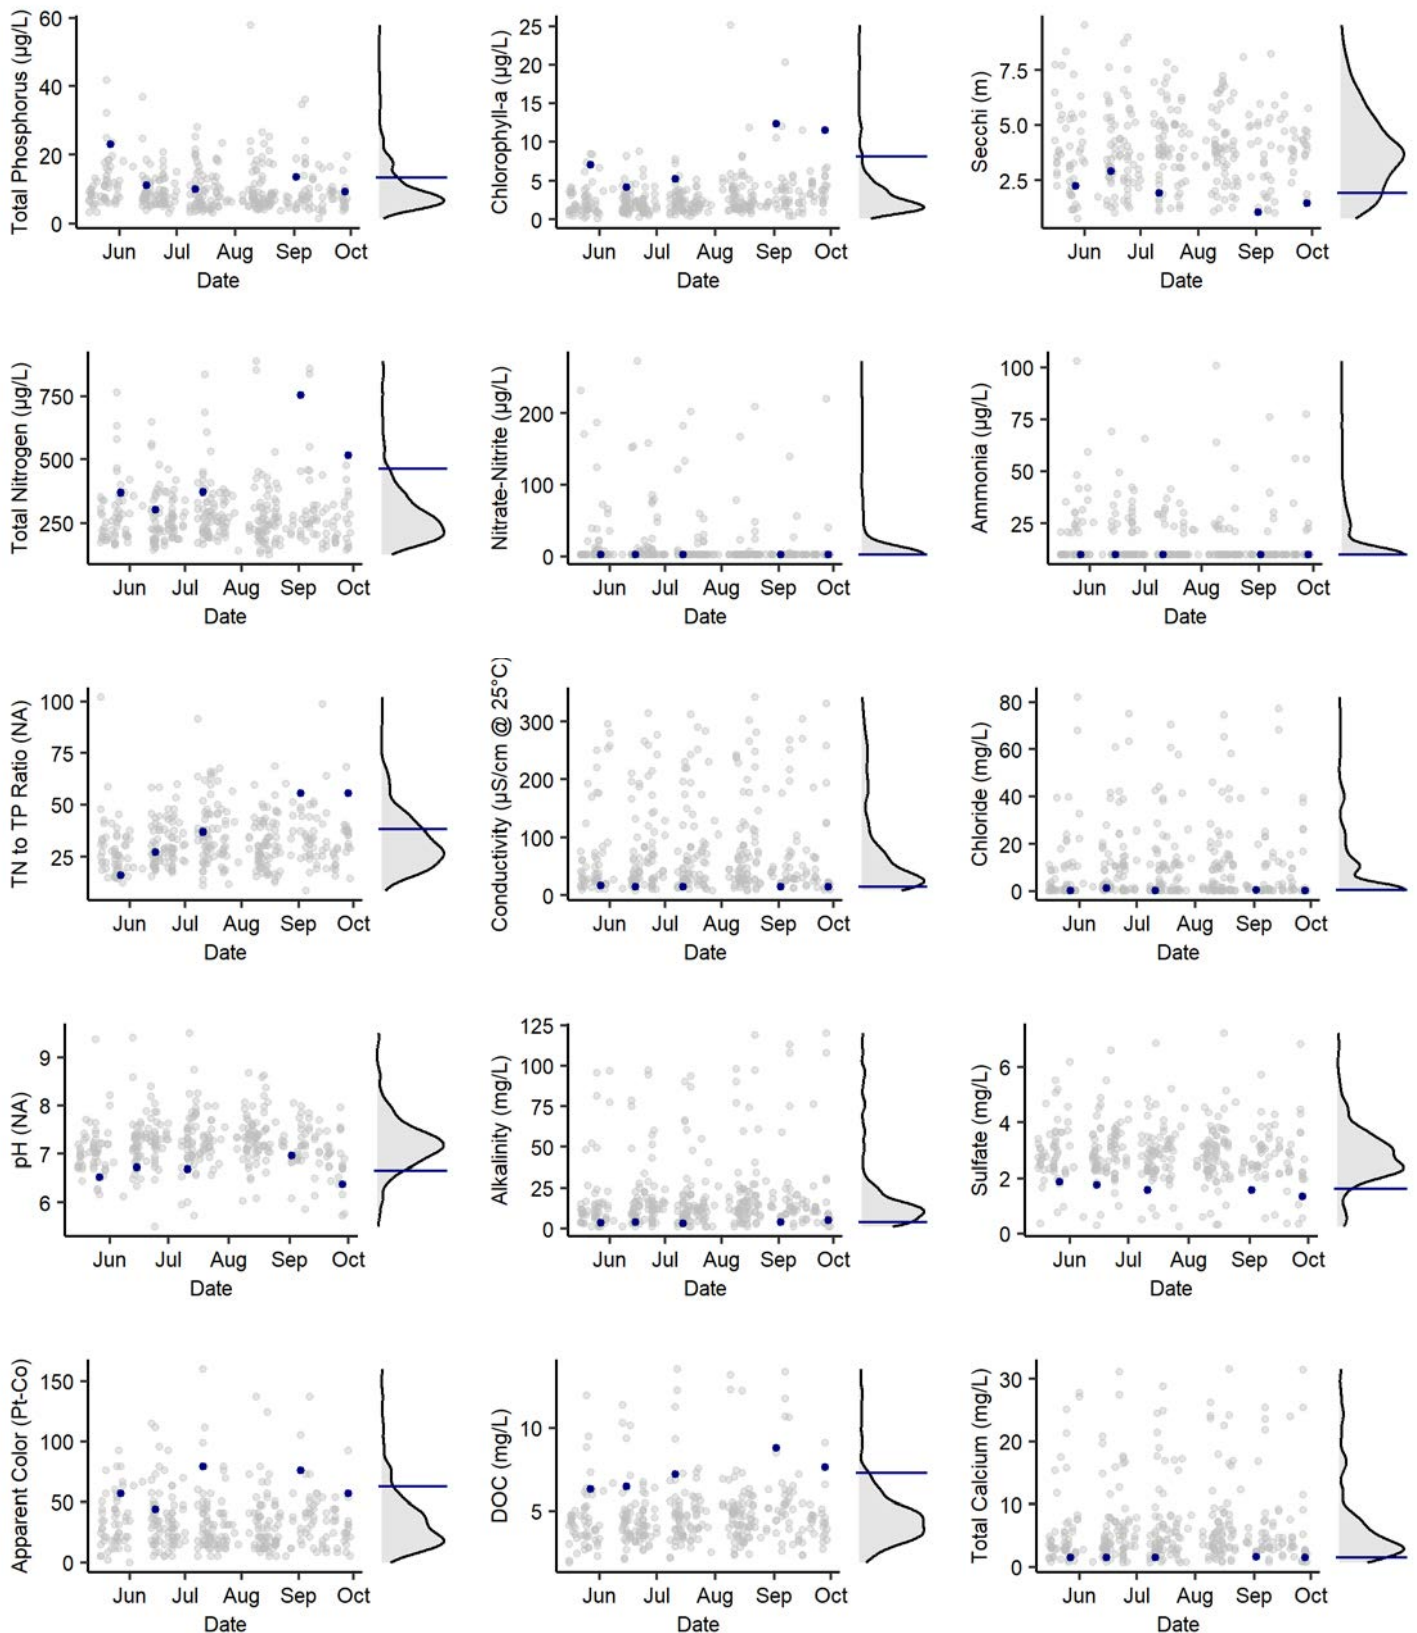 Total Phosphorus (µg/L)
60
40
20
0
Jun Jul Aug Sep Oct
Date
Chlorophyll-a (µg/L)
25
20
15
10
5
0
Jun Jul Aug Sep Oct
Date
Secchi (m)
7.5
5.0
2.5
Jun Jul Aug Sep Oct
Date
Total Nitrogen (µg/L)
750
500
250
Jun Jul Aug Sep Oct
Date
Nitrate-Nitrite (µg/L)
200
100
0
Jun Jul Aug Sep Oct
Date
Ammonia (µg/L)
100
75
50
25
Jun Jul Aug Sep Oct
Date
TN to TP Ratio (NA)
100
75
50
25
Jun Jul Aug Sep Oct
Date
Conductivity (µS/cm @ 25°C)
300
200
100
0
Jun Jul Aug Sep Oct
Date
Chloride (mg/L)
80
60
40
20
0
Jun Jul Aug Sep Oct
Date
pH (NA)
9
8
7
6
Jun Jul Aug Sep Oct
Date
Alkalinity (mg/L)
125
100
75
50
25
0
Jun Jul Aug Sep Oct
Date
Sulfate (mg/L)
6
4
2
0
Jun Jul Aug Sep Oct
Date
Apparent Color (Pt-Co)
150
100
50
0
Jun Jul Aug Sep Oct
Date
DOC (mg/L)
10
5
Jun Jul Aug Sep Oct
Date
Total Calcium (mg/L)
30
20
10
0
Jun Jul Aug Sep Oct
Date